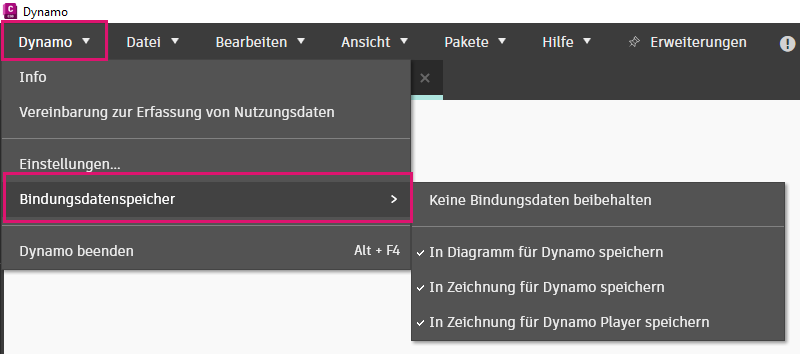 C
C3D
Dynamo
Dynamo Datei Bearbeiten Ansicht Pakete Hilfe Erweiterungen
Info
Vereinbarung zur Erfassung von Nutzungsdaten
Einstellungen...
Bindungsdatenspeicher
Keine Bindungsdaten beibehalten
Dynamo beenden Alt + F4
In Diagramm für Dynamo speichern
In Zeichnung für Dynamo speichern
In Zeichnung für Dynamo Player speichern